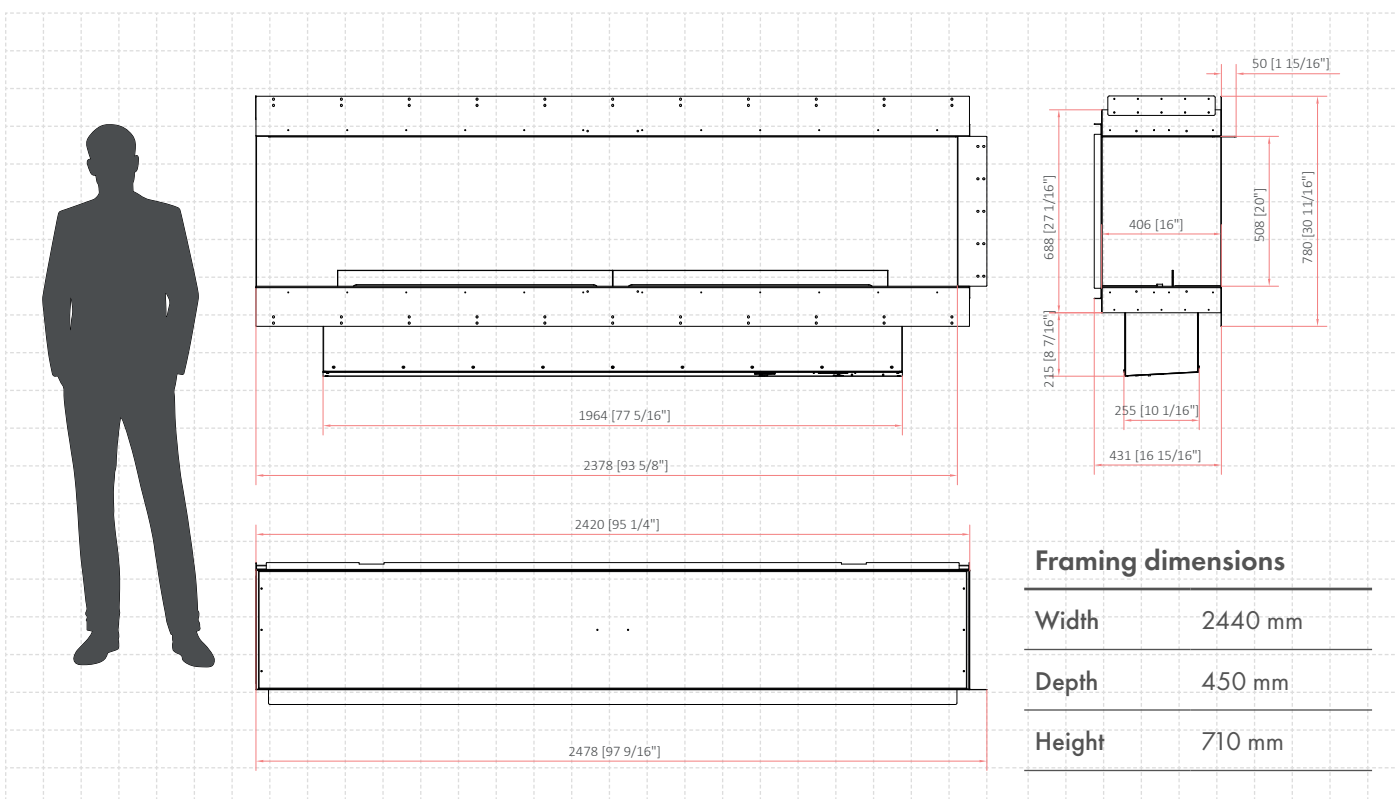 50 [1 15/16"]
688 [27 1/16"]
406 [16"]
508 [20"]
780 [30 11/16"]
215 [8 7/16"]
1964 [77 5/16"]
255 [10 1/16"]
2378 [93 5/8"]
431 [16 15/16"]
2420 [95 1/4"]
2478 [97 9/16"]
Framing dimensions
Width 2440 mm
Depth 450 mm
Height 710 mm